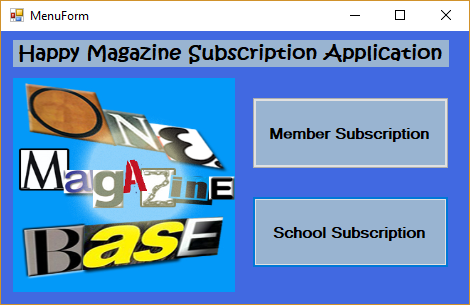 MenuForm
Happy Magazine Subscription Application
ONE
MagAZinE
BasE
Member Subscription
School Subscription